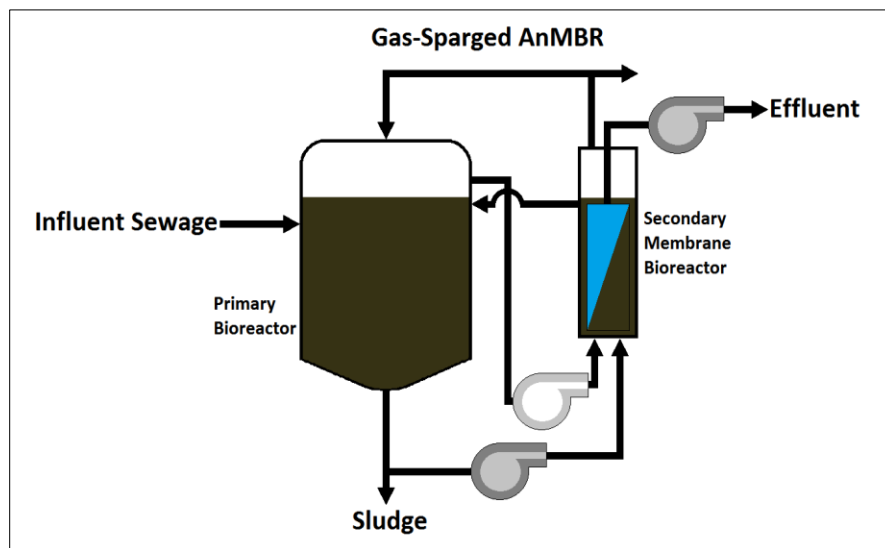 Gas-Sparged AnMBR
Effluent
Influent Sewage
Secondary
Membrane
Bioreactor
Primary
Bioreactor
Sludge